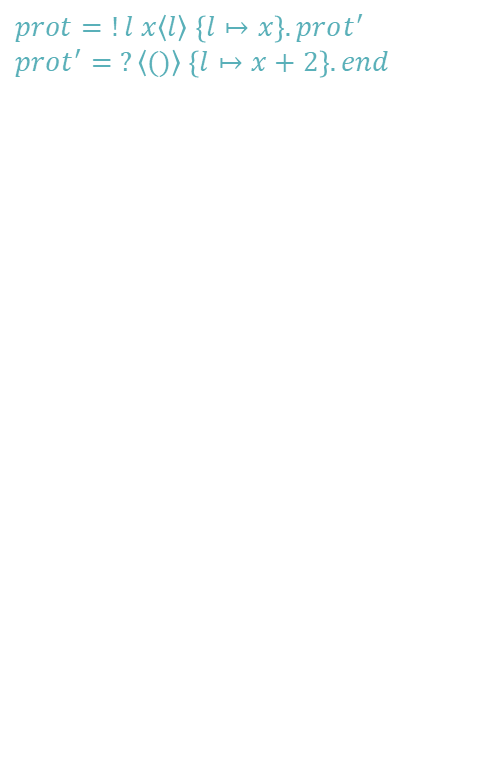 prot = ! l x⟨l⟩ {l ↦ x}. prot′
prot′ = ? ⟨()⟩ {l ↦ x + 2}. end